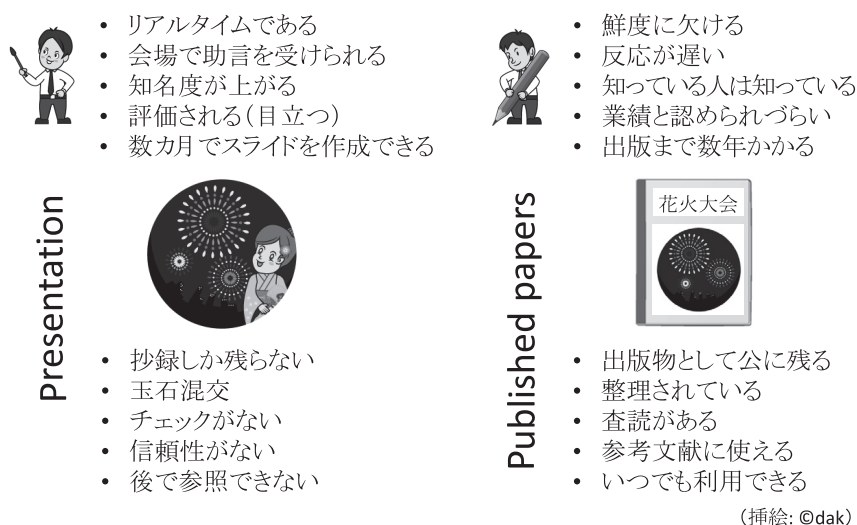 • リアルタイムである
• 会場で助言を受けられる
• 知名度が上がる
• 評価される(目立つ)
• 数カ月でスライドを作成できる
Presentation
• 抄録しか残らない
• 玉石混交
• チェックがない
• 信頼性がない
• 後で参照できない
• 鮮度に欠ける
• 反応が遅い
• 知っている人は知っている
• 業績と認められづらい
• 出版まで数年かかる
Published papers
花火大会
• 出版物として公に残る
• 整理されている
• 査読がある
• 参考文献に使える
• いつでも利用できる
(挿絵: ©dak)